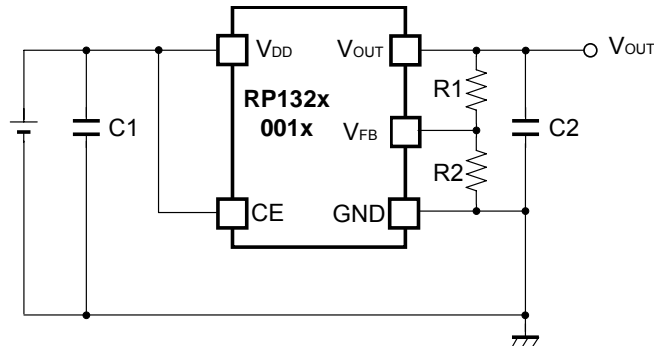 VDD
VOUT
VOUT
RP132x
001x
R1
C1
VFB
C2
R2
CE
GND